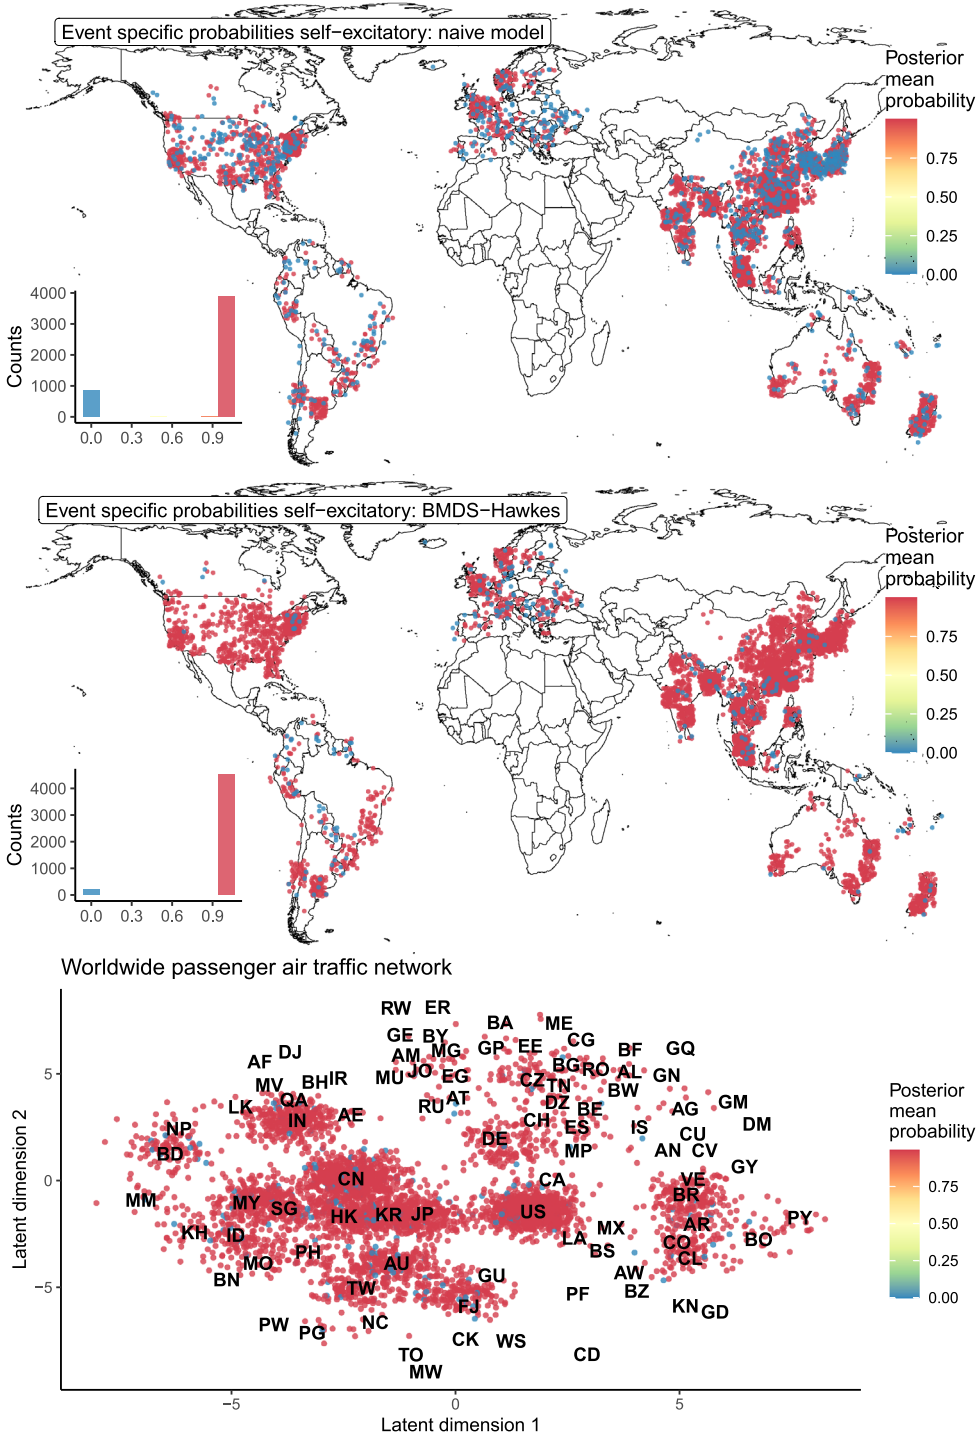 Event specific probabilities self−excitatory: naive model
Posterior
mean
probability
0.75
0.50
0.25
0.00
4000
3000
2000
1000
0
Counts
0.0 0.3 0.6 0.9
Event specific probabilities self−excitatory: BMDS−Hawkes
Posterior
mean
probability
0.75
0.50
0.25
0.00
4000
3000
2000
1000
0
Counts
0.0 0.3 0.6 0.9
Worldwide passenger air traffic network
RW ER
BA ME
GE BY CG
GP EE BF GQ
AF DJ AM MG
BG RO AL GN
MV BH IR MU JO EG CZ TN BW
LK QA AE RU AT DZ BE AG GM
IN CH ES IS DM
NP DE CU
BD MP AN CV
GY
CN CA VE
BR
MM MY SG HK KR JP US AR PY
KH ID MX
LA CO BO
MO PH BS CL
BN AU AW
TW GU PF BZ
FJ KN GD
PW PG NC
CK WS
TO CD
MW
5
0
−5
Latent dimension 2
−5 0 5
Latent dimension 1
Posterior
mean
probability
0.75
0.50
0.25
0.00